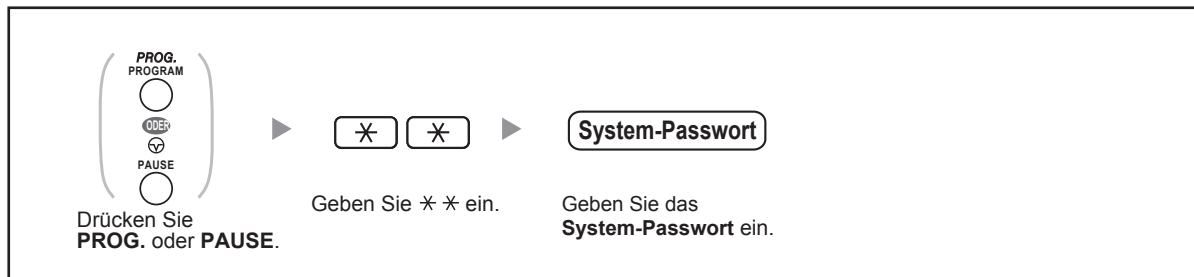 PROG.
PROGRAM
ODER
PAUSE
Drücken Sie
PROG. oder PAUSE.
Geben Sie ✳ ✳ ein.
System-Passwort
Geben Sie das
System-Passwort ein.